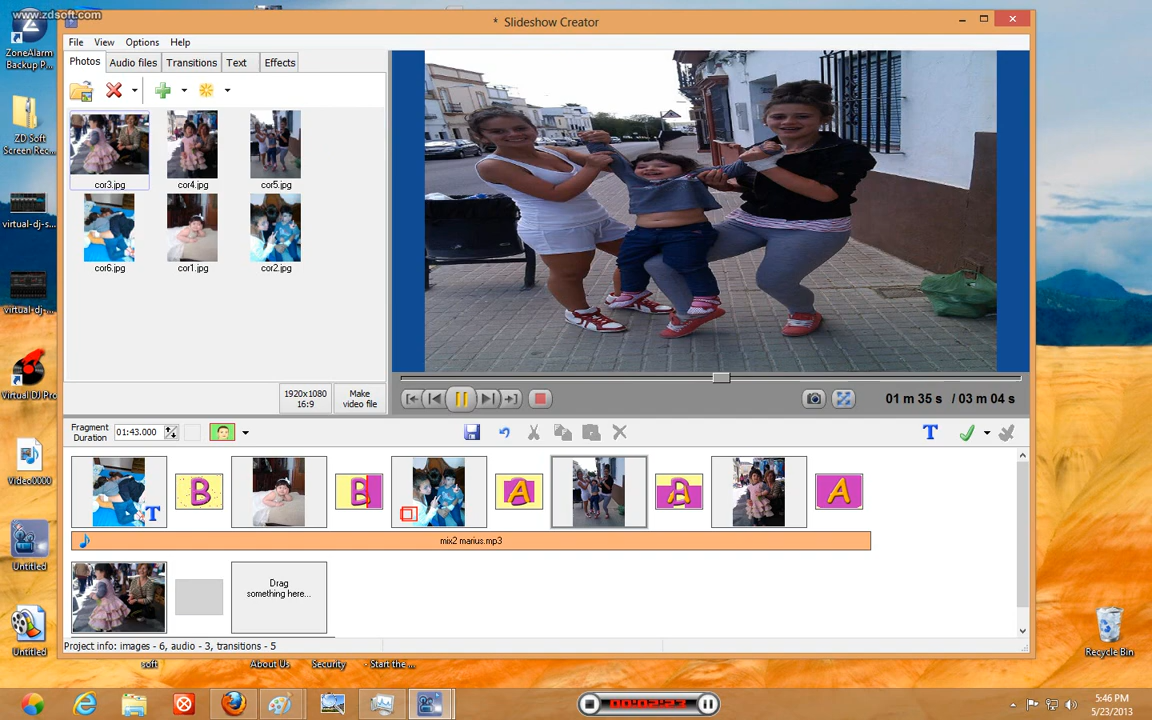 www.zdsoft.com
* Slideshow Creator
File View Options Help
Photos Audio files Transitions Text Effects
cor3.jpg cor4.jpg cor5.jpg
cor6.jpg cor1.jpg cor2.jpg
1920x1080
16:9
Make
video file
01 m 35 s / 03 m 04 s
Fragment
Duration
01:43.000
T
T
B B A A A
mix2 marius.mp3
Drag
something here...
Project info: images - 6, audio - 3, transitions - 5
ZoneAlarm
Backup P...
ZD Soft
Screen Rec...
virtual-dj-s...
virtual-dj-...
Virtual DJ Pro
Video0000
Untitled
Untitled
soft About Us Security - Start the ...
Recycle Bin
00:02:23
5:46 PM
5/23/2013